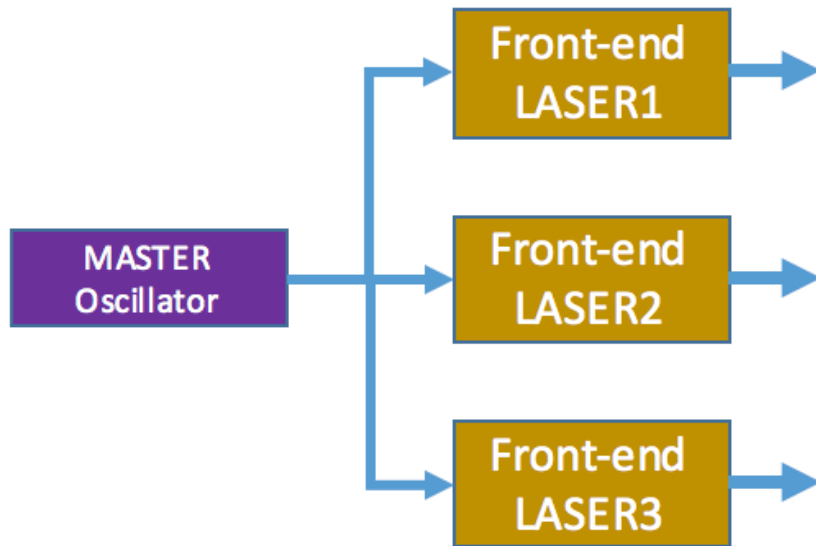 Front-end
LASER1
MASTER
Oscillator
Front-end
LASER2
Front-end
LASER3